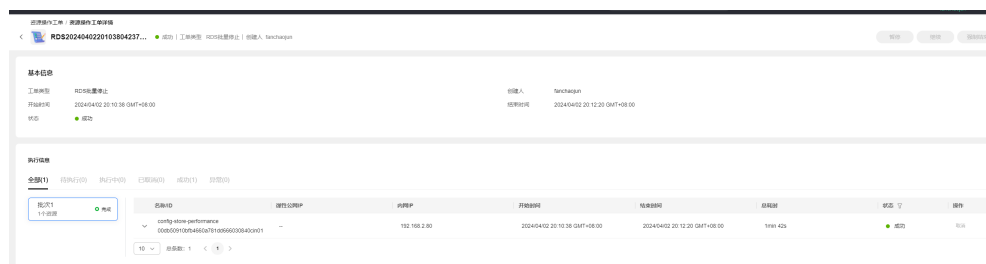 资源操作工单 / 资源操作工单详情
RDS2024040220103804237... 成功 | 工单类型 RDS批量停止 | 创建人 fanchaojun
暂停 继续
基本信息
工单类型 RDS批量停止 创建人 fanchaojun
开始时间 2024/04/02 20:10:38 GMT+08:00 结束时间 2024/04/02 20:12:20 GMT+08:00
状态 成功
执行信息
全部(1) 待执行(0) 执行中(0) 已取消(0) 成功(1) 异常(0)
批次1 完成
1个资源
名称/ID 弹性公网IP 内网IP 开始时间 结束时间 总耗时 状态 操作
config-store-performance
-- 192.168.2.60 2024/04/02 20:10:38 GMT+08:00 2024/04/02 20:12:20 GMT+08:00 1min 42s 成功
10 总条数: 1 < 1 >